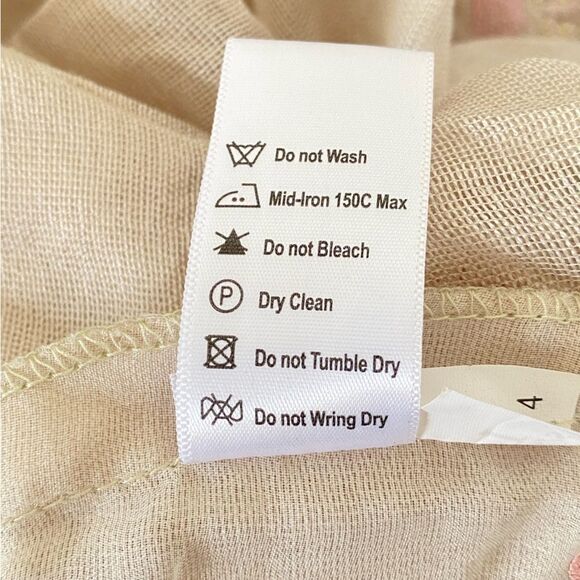 Do not Wash
Mid-Iron 150C Max
Do not Bleach
P Dry Clean
Do not Tumble Dry
Do not Wring Dry
4